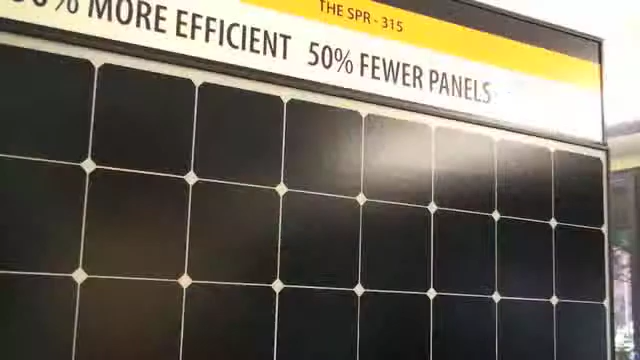 THE SPR - 315
% MORE EFFICIENT 50% FEWER PANELS